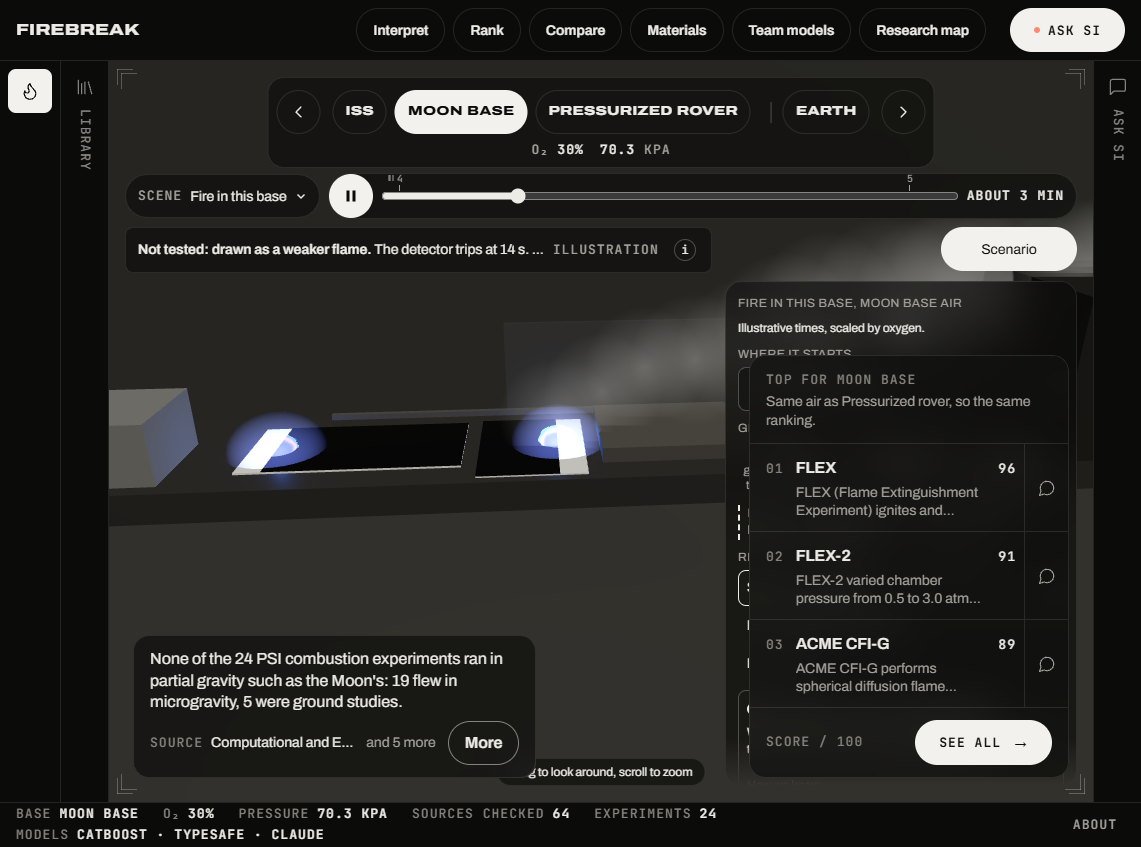 FIREBREAK
Interpret
Rank
Compare
Materials
Team models
Research map
ASK SI
LIBRARY
ASK SI
ISS
MOON BASE
PRESSURIZED ROVER
EARTH
O₂ 30% 70.3 KPA
SCENE Fire in this base
4
5
ABOUT 3 MIN
Not tested: drawn as a weaker flame. The detector trips at 14 s. ... ILLUSTRATION i
Scenario
FIRE IN THIS BASE, MOON BASE AIR
Illustrative times, scaled by oxygen.
WHERE IT STARTS
TOP FOR MOON BASE
Same air as Pressurized rover, so the same
ranking.
01 FLEX 96
FLEX (Flame Extinguishment
Experiment) ignites and...
02 FLEX-2 91
FLEX-2 varied chamber
pressure from 0.5 to 3.0 atm...
03 ACME CFI-G 89
ACME CFI-G performs
spherical diffusion flame...
SCORE / 100
SEE ALL →
None of the 24 PSI combustion experiments ran in
partial gravity such as the Moon's: 19 flew in
microgravity, 5 were ground studies.
SOURCE Computational and E... and 5 more More
to look around, scroll to zoom
BASE MOON BASE O₂ 30% PRESSURE 70.3 KPA SOURCES CHECKED 64 EXPERIMENTS 24
MODELS CATBOOST · TYPESAFE · CLAUDE
ABOUT